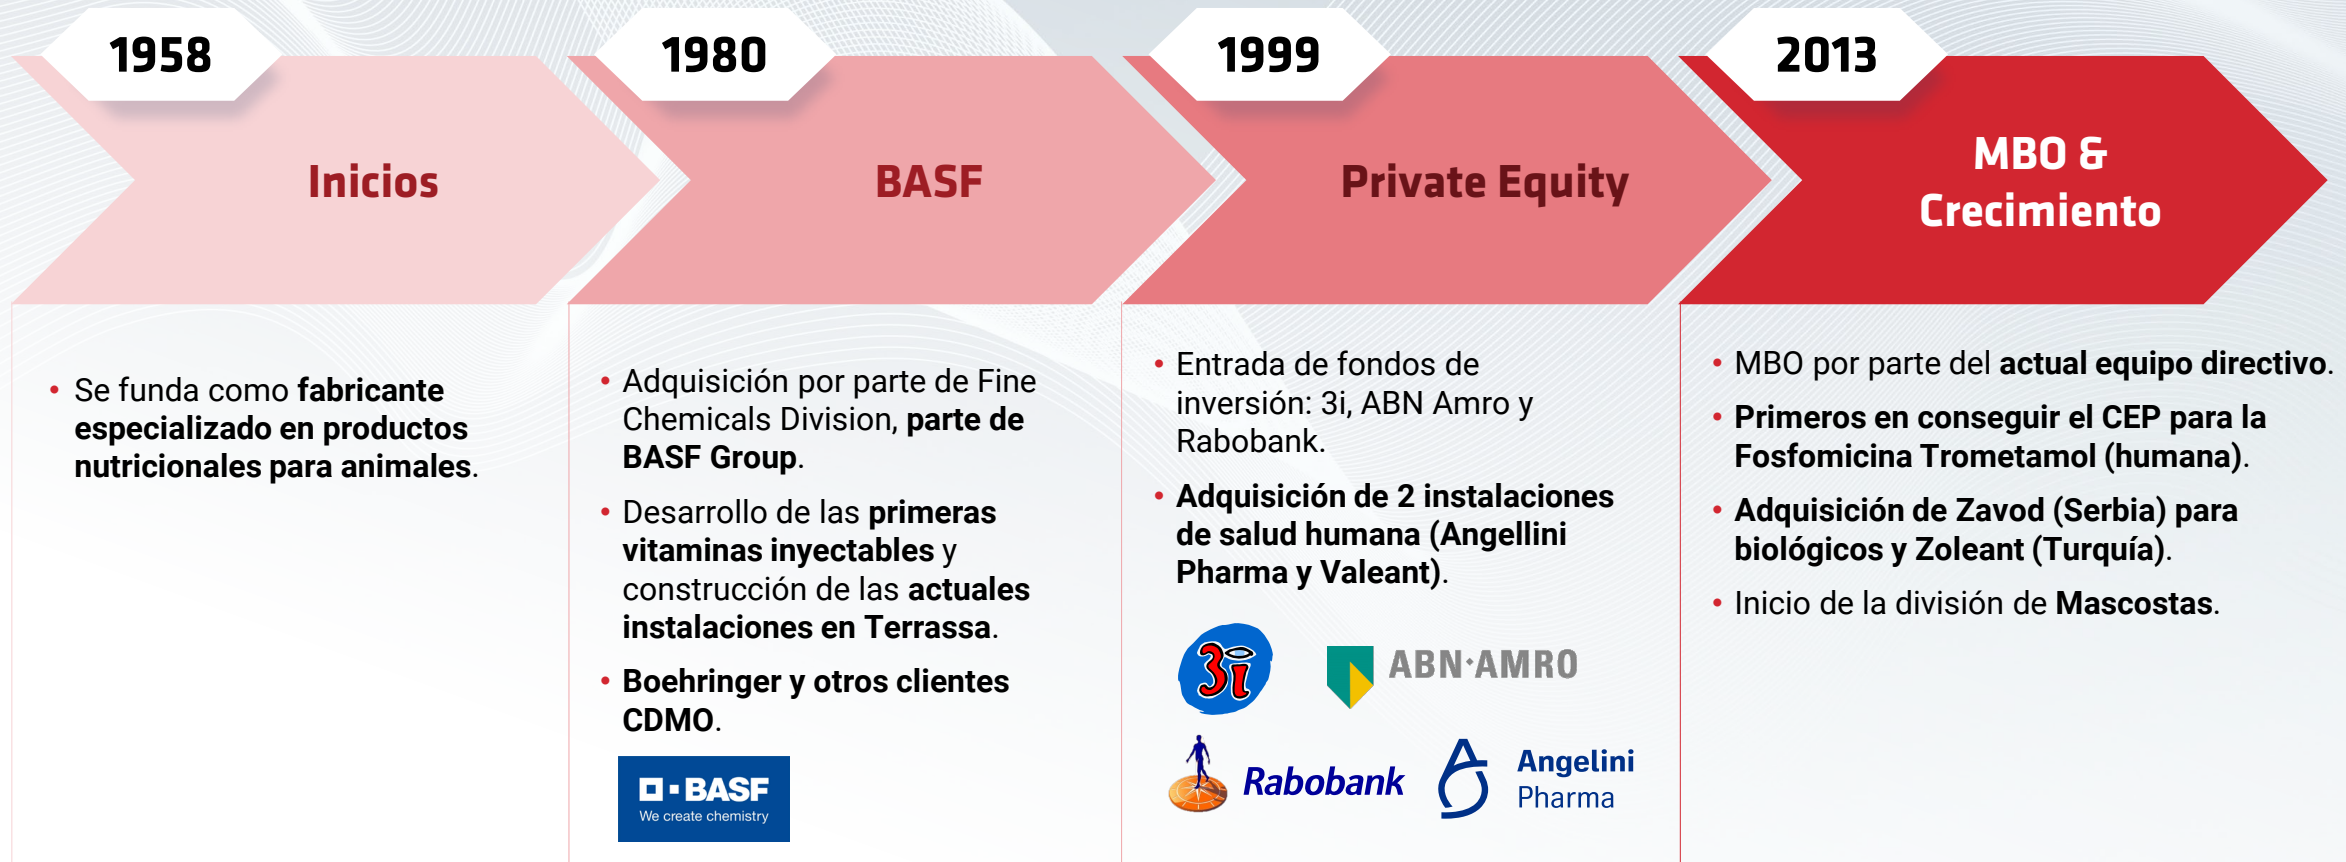 1958
Inicios
• Se funda como fabricante
especializado en productos
nutricionales para animales.
1980
BASF
• Adquisición por parte de Fine
Chemicals Division, parte de
BASF Group.
• Desarrollo de las primeras
vitaminas inyectables y
construcción de las actuales
instalaciones en Terrassa.
• Boehringer y otros clientes
CDMO.
BASF
We create chemistry
1999
Private Equity
• Entrada de fondos de
inversión: 3i, ABN Amro y
Rabobank.
• Adquisición de 2 instalaciones
de salud humana (Angellini
Pharma y Valeant).
3i
ABN·AMRO
Rabobank
Angelini
Pharma
2013
MBO &
Crecimiento
• MBO por parte del actual equipo directivo.
• Primeros en conseguir el CEP para la
Fosfomicina Trometamol (humana).
• Adquisición de Zavod (Serbia) para
biológicos y Zoleant (Turquía).
• Inicio de la división de Mascostas.